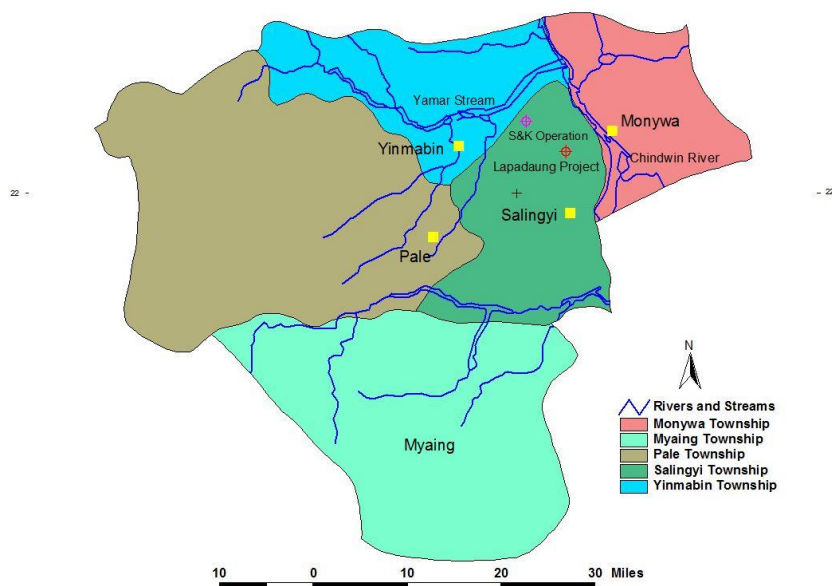 Yamar Stream
Monywa
S&K Operation
Yinmabin
Chindwin River
Lapadaung Project
22
22
Salingyi
Pale
N
Rivers and Streams
Monywa Township
Myaing Township
Pale Township
Salingyi Township
Yinmabin Township
Myaing
10 0 10 20 30 Miles